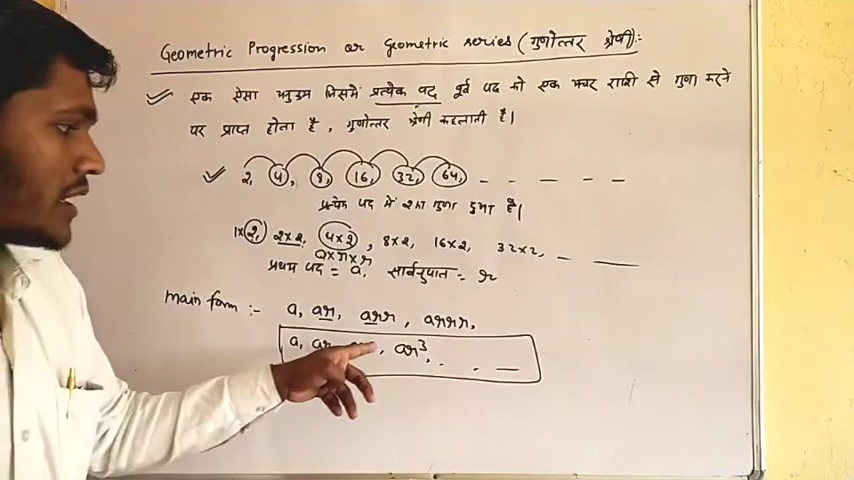 Geometric Progression or Geometric series (गुणोत्तर श्रेणी):-
एक ऐसा अनुक्रम जिसमें प्रत्येक पद पूर्व पद को एक अचर राशि से गुणा करने
पर प्राप्त होता है, गुणोत्तर श्रेणी कहलाती है।
2, 4, 8, 16, 32, 64, _ _ _ _ _
प्रत्येक पद में 2 का गुणा हुआ है।
1×2, 2×2, 4×2, 8×2, 16×2, 32×2, _ _
a×r×r
प्रथम पद = a, सार्वनुपात = r
main form :- a, ar, arr, arrr,
a, ar, , ar³, . . _